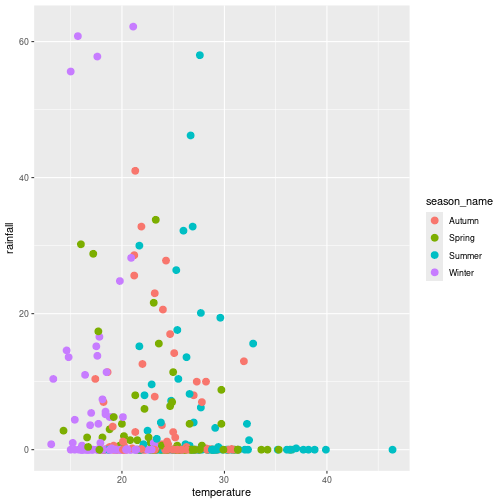 60
40
20
0
rainfall
20
30
40
temperature
season_name
Autumn
Spring
Summer
Winter